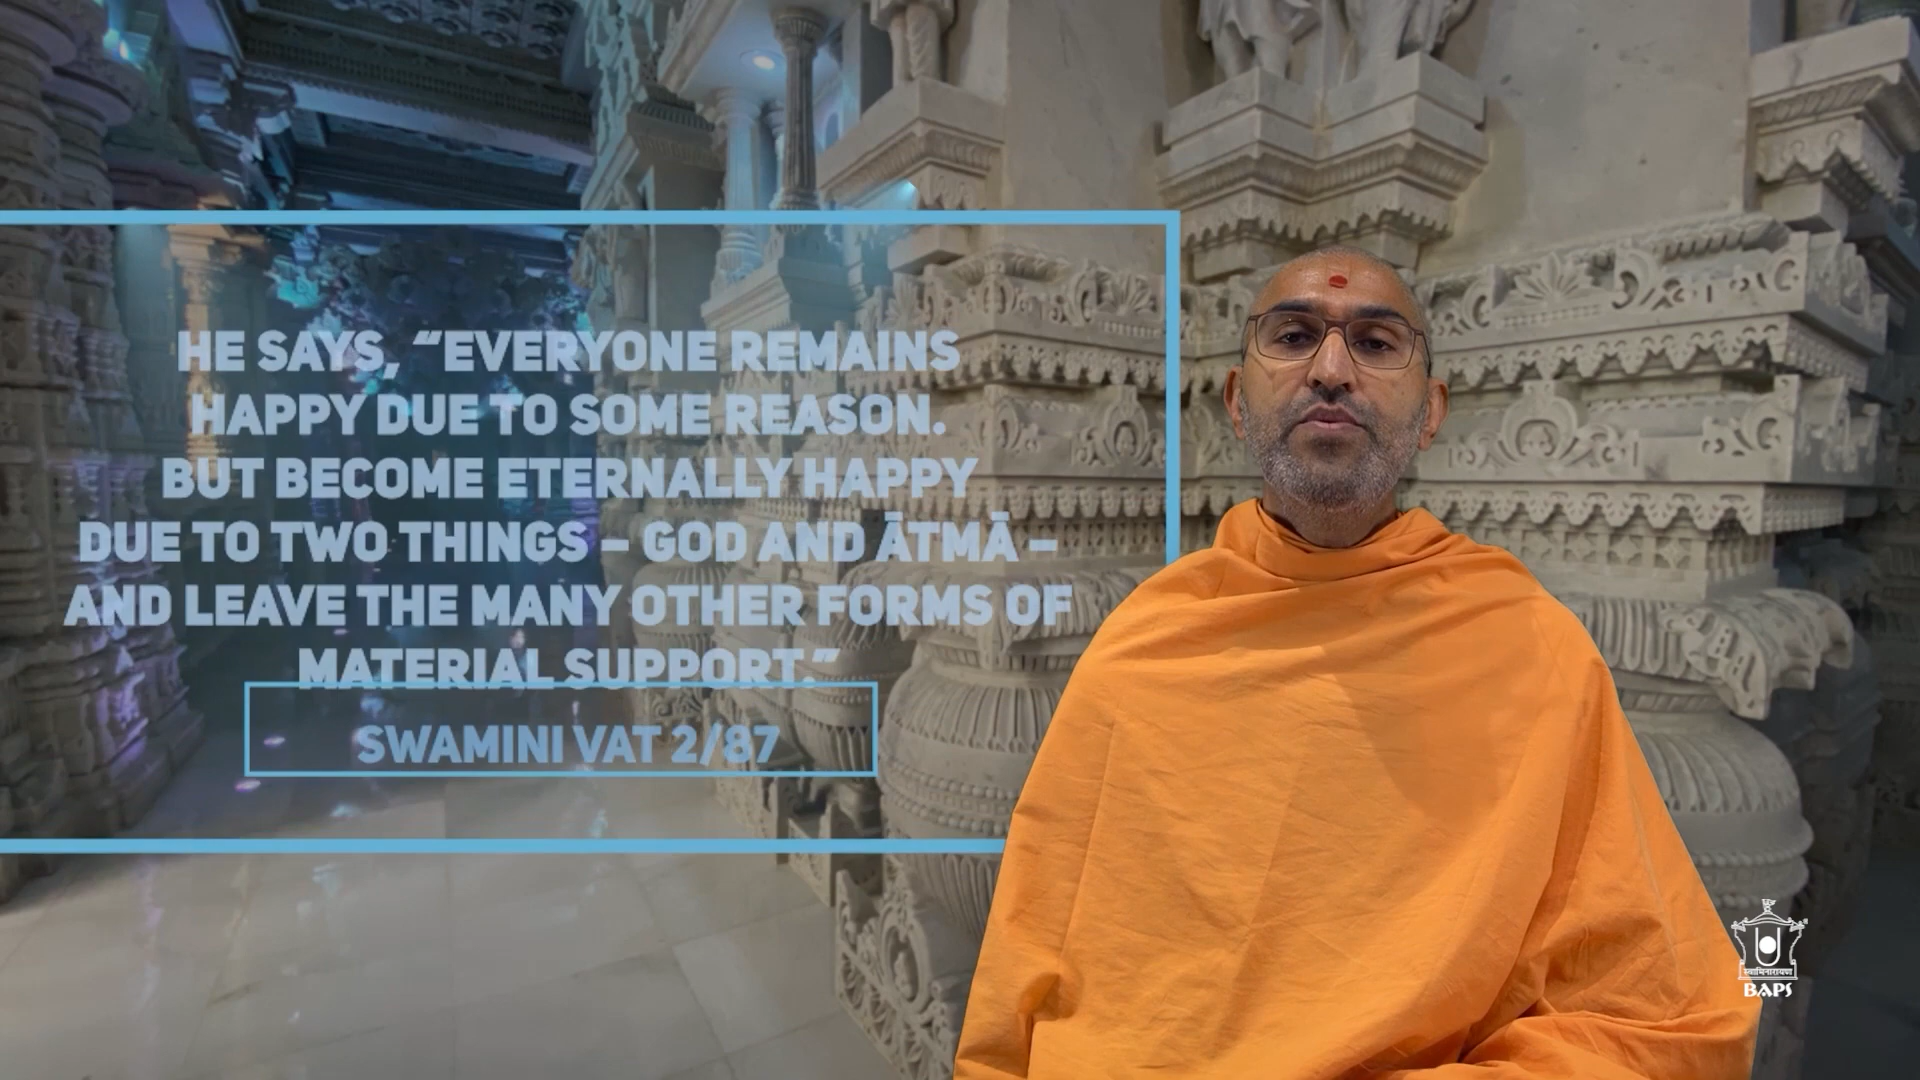 HE SAYS, “EVERYONE REMAINS
HAPPY DUE TO SOME REASON.
BUT BECOME ETERNALLY HAPPY
DUE TO TWO THINGS – GOD AND ĀTMĀ –
AND LEAVE THE MANY OTHER FORMS OF
MATERIAL SUPPORT.”
SWAMINI VAT 2/87
स्वामिनारायण
BAPS